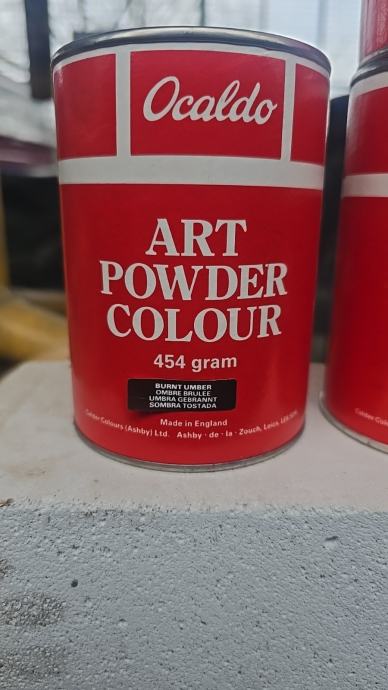 Ocaldo
ART
POWDER
COLOUR
454 gram
BURNT UMBER
OMBRE BRULEE
UMBRA GEBRANNT
SOMBRA TOSTADA
Made in England
Colours (Ashby) Ltd. Ashby · de · la · Zouch, Leics.